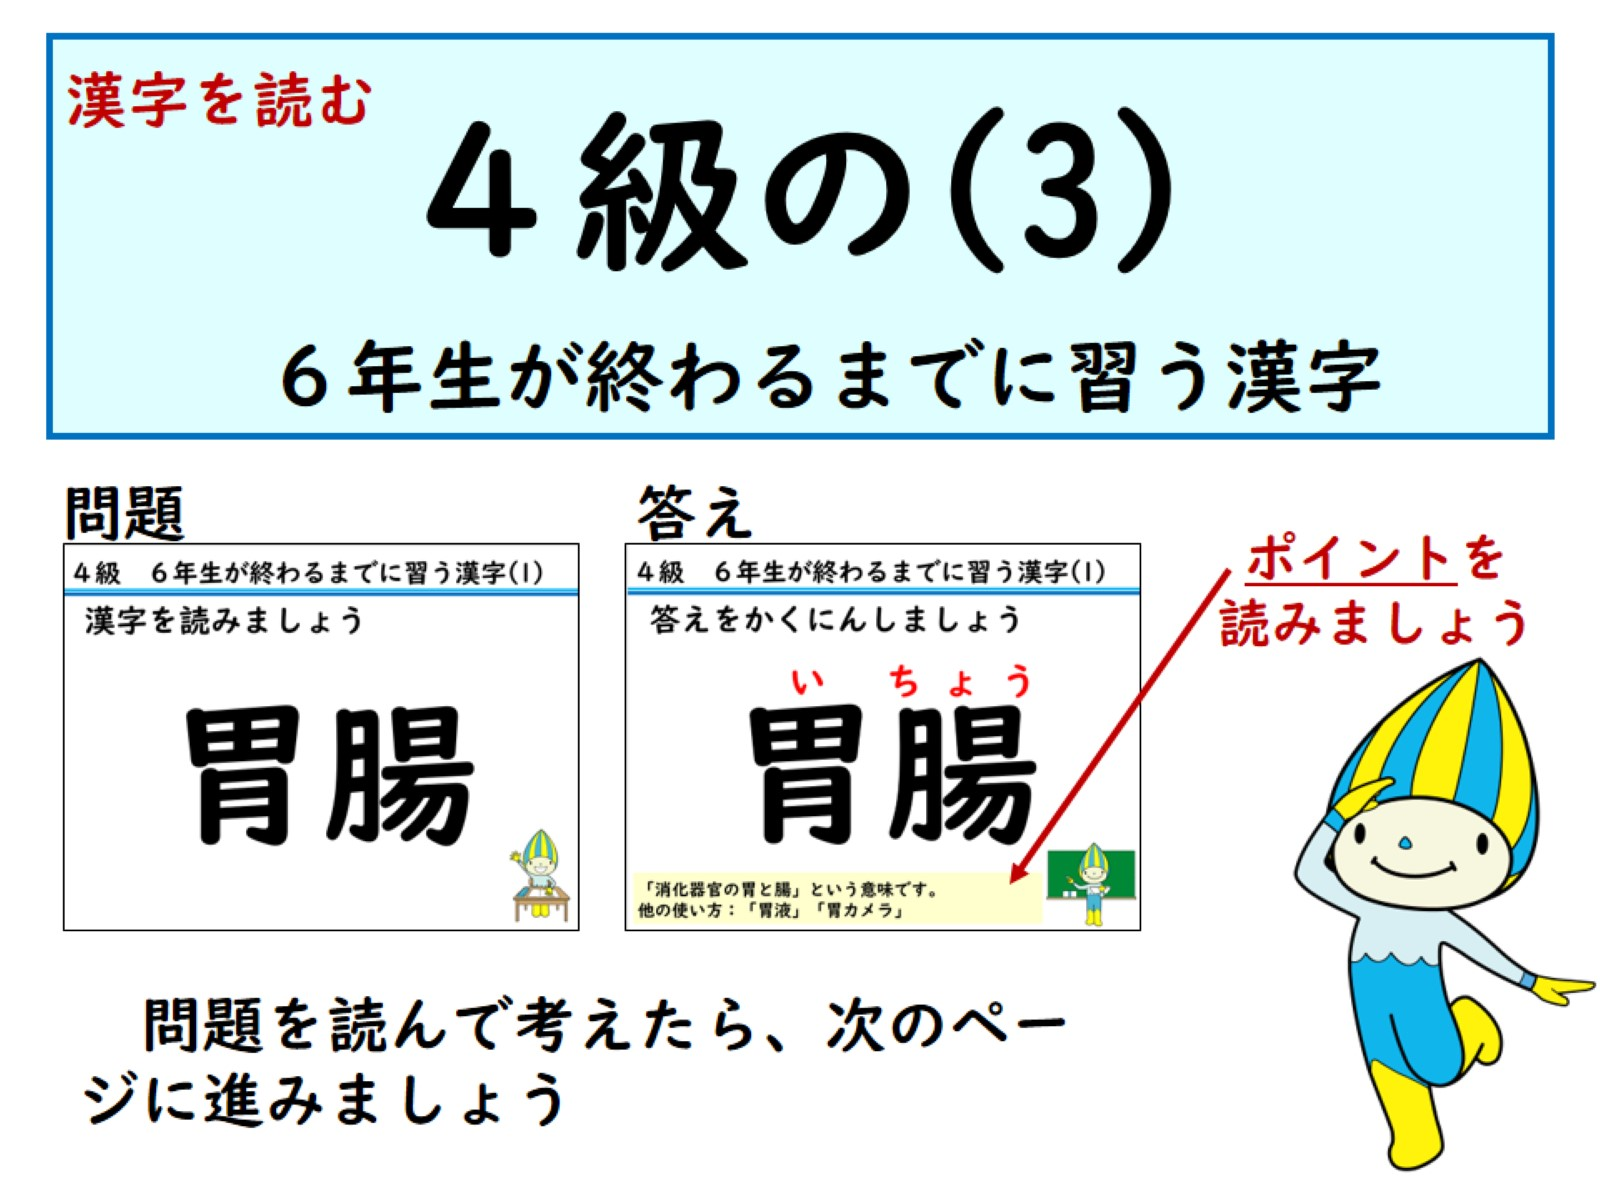 漢字を読む
４級の(3)
６年生が終わるまでに習う漢字
問題
４級　６年生が終わるまでに習う漢字(1)
漢字を読みましょう
胃腸
答え
４級　６年生が終わるまでに習う漢字(1)
答えをかくにんしましょう
い　ちょう
胃腸
「消化器官の胃と腸」という意味です。
他の使い方：「胃液」「胃カメラ」
ポイントを
読みましょう
問題を読んで考えたら、次のペー
ジに進みましょう